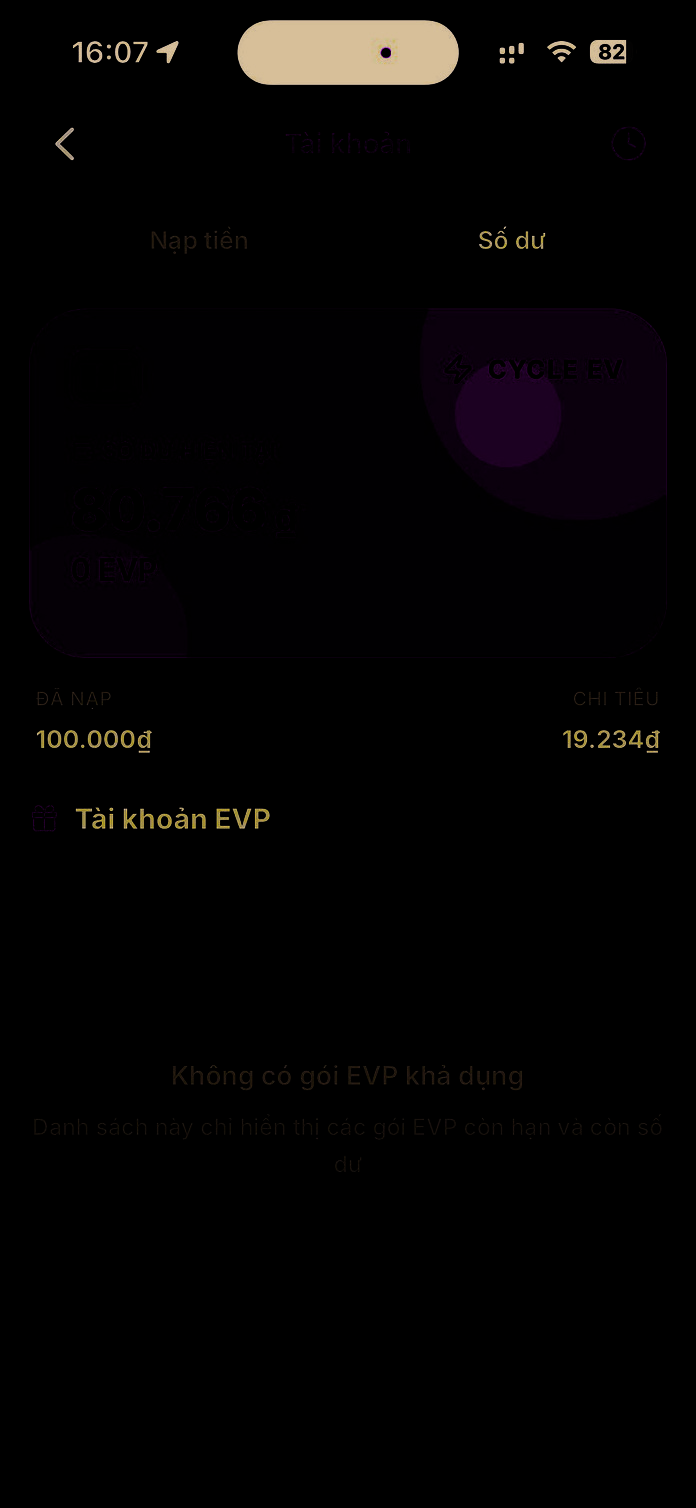 16:07
82
Tài khoản
Nạp tiền
Số dư
CYCLE EV
80.766đ
0 EVP
ĐÃ NẠP
CHI TIÊU
100.000₫
19.234₫
Tài khoản EVP
Không có gói EVP khả dụng
Danh sách này chỉ hiển thị các gói EVP còn hạn và còn số
dư